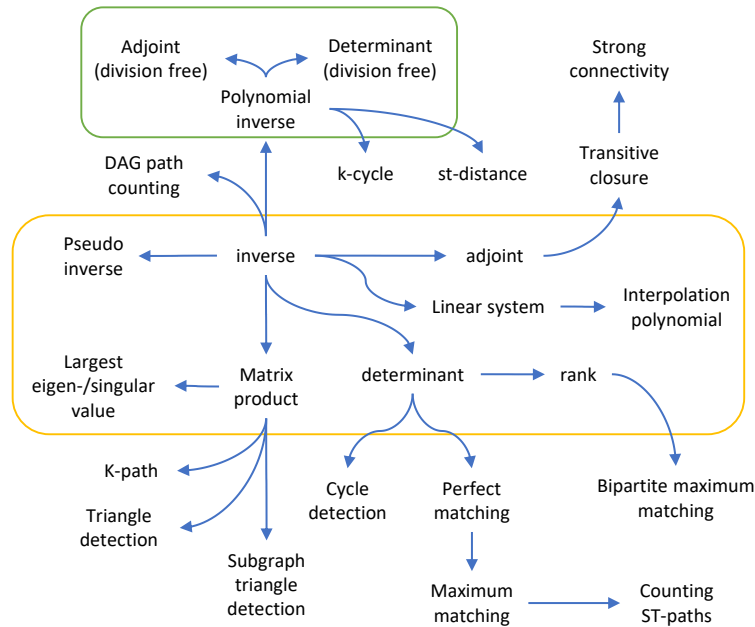 Adjoint
(division free)
Determinant
(division free)
Strong
connectivity
Polynomial
inverse
DAG path
counting
k-cycle
st-distance
Transitive
closure
Pseudo
inverse
inverse
adjoint
Linear system
Interpolation
polynomial
Largest
eigen-/singular
value
Matrix
product
determinant
rank
K-path
Triangle
detection
Subgraph
triangle
detection
Cycle
detection
Perfect
matching
Bipartite maximum
matching
Maximum
matching
Counting
ST-paths